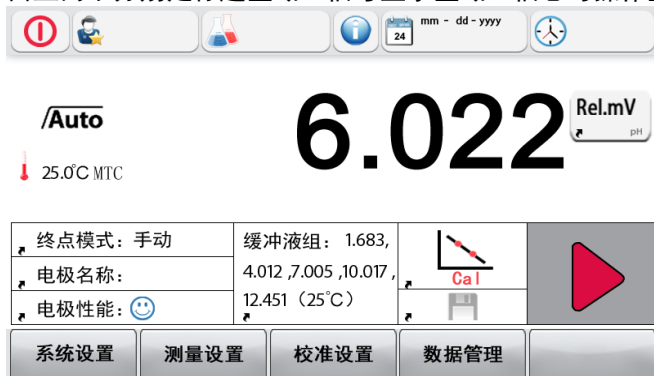 mm - dd - yyyy
24
/Auto
6.022
Rel.mV
pH
25.0°C MTC
终点模式：手动
电极名称：
电极性能：
缓冲液组： 1.683,
4.012 ,7.005 ,10.017 ,
12.451（25℃）
Cal
系统设置
测量设置
校准设置
数据管理